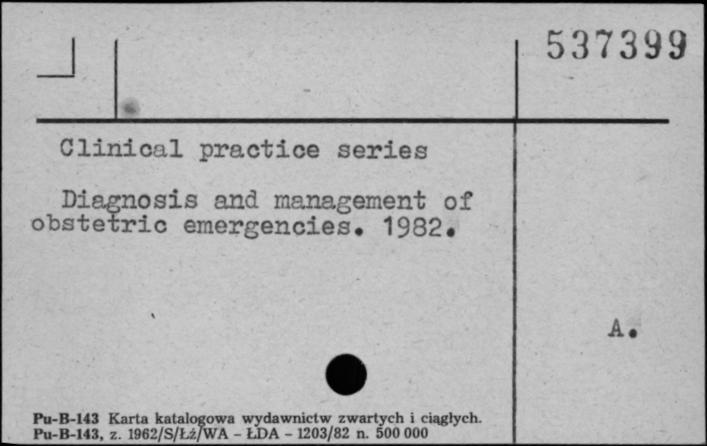 537399
Clinical practice series
Diagnosis and management of
obstetric emergencies. 1982.
A.
Pu-B-143 Karta katalogowa wydawnictw zwartych i ciągłych.
Pu-B-143, z. 1962/S/Łź/WA - ŁDA - 1203/82 n. 500 000